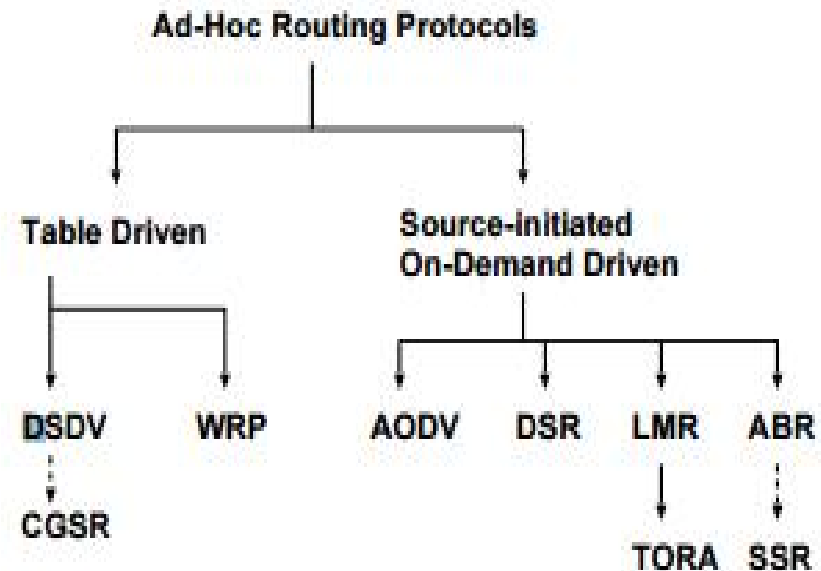 Ad-Hoc Routing Protocols
Table Driven
Source-initiated
On-Demand Driven
DSDV WRP AODV DSR LMR ABR
CGSR
TORA SSR